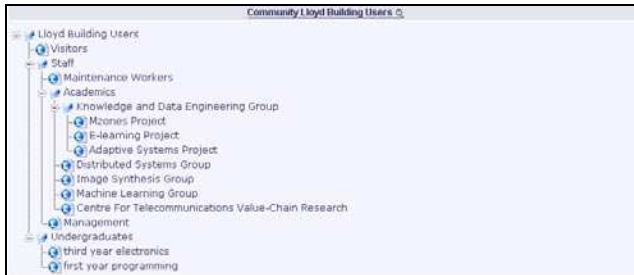 Community Lloyd Building Users
Lloyd Building Users
Visitors
Staff
Maintenance Workers
Academics
Knowledge and Data Engineering Group
Mzones Project
E-learning Project
Adaptive Systems Project
Distributed Systems Group
Image Synthesis Group
Machine Learning Group
Centre For Telecommunications Value-Chain Research
Management
Undergraduates
third year electronics
first year programming